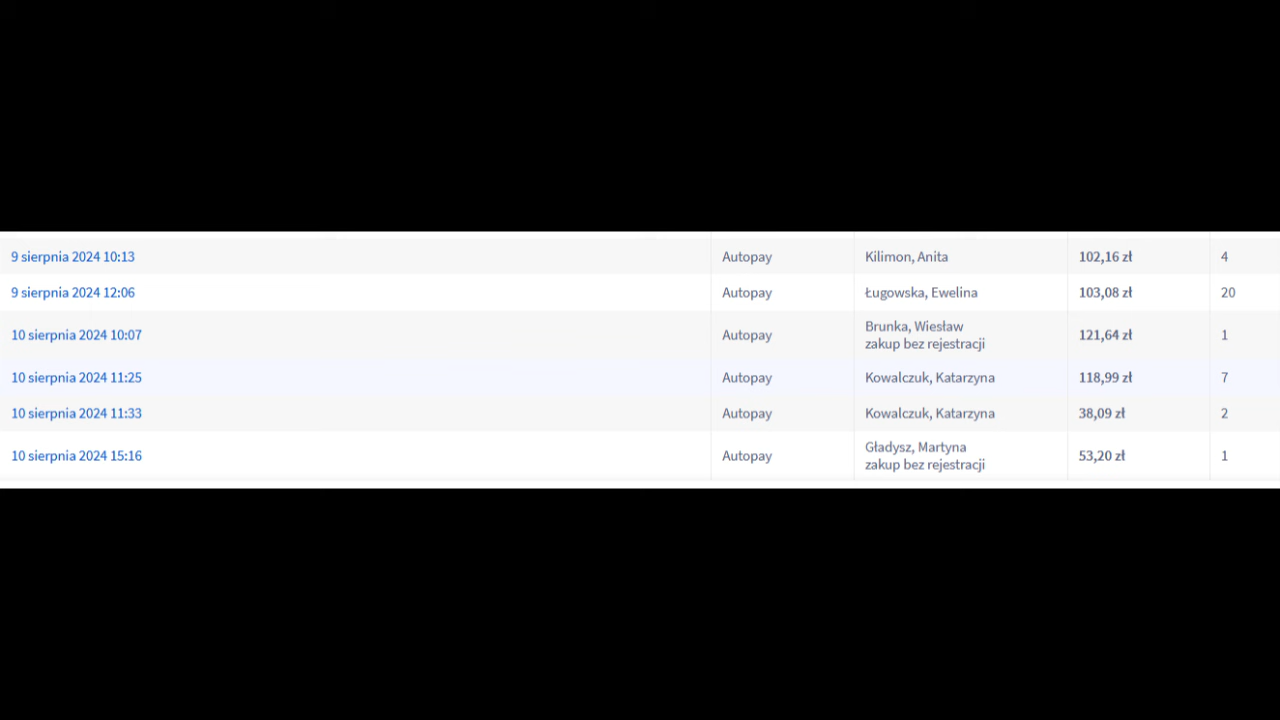 9 sierpnia 2024 10:13 Autopay Kilimon, Anita 102,16 zł 4
9 sierpnia 2024 12:06 Autopay Ługowska, Ewelina 103,08 zł 20
10 sierpnia 2024 10:07 Autopay Brunka, Wiesław 121,64 zł 1
zakup bez rejestracji
10 sierpnia 2024 11:25 Autopay Kowalczuk, Katarzyna 118,99 zł 7
10 sierpnia 2024 11:33 Autopay Kowalczuk, Katarzyna 38,09 zł 2
10 sierpnia 2024 15:16 Autopay Gładysz, Martyna 53,20 zł 1
zakup bez rejestracji